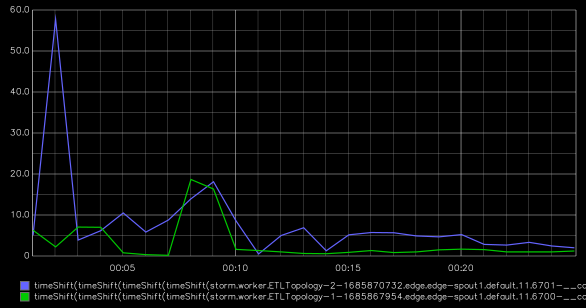 60.0
50.0
40.0
30.0
20.0
10.0
0
00:05 00:10 00:15 00:20
timeShift(timeShift(timeShift(timeShift(storm.worker.ETLTopology-2-1685870732.edge.edge-spout1.default.11.6701-__
timeShift(timeShift(timeShift(timeShift(storm.worker.ETLTopology-1-1685867954.edge.edge-spout1.default.11.6700-__